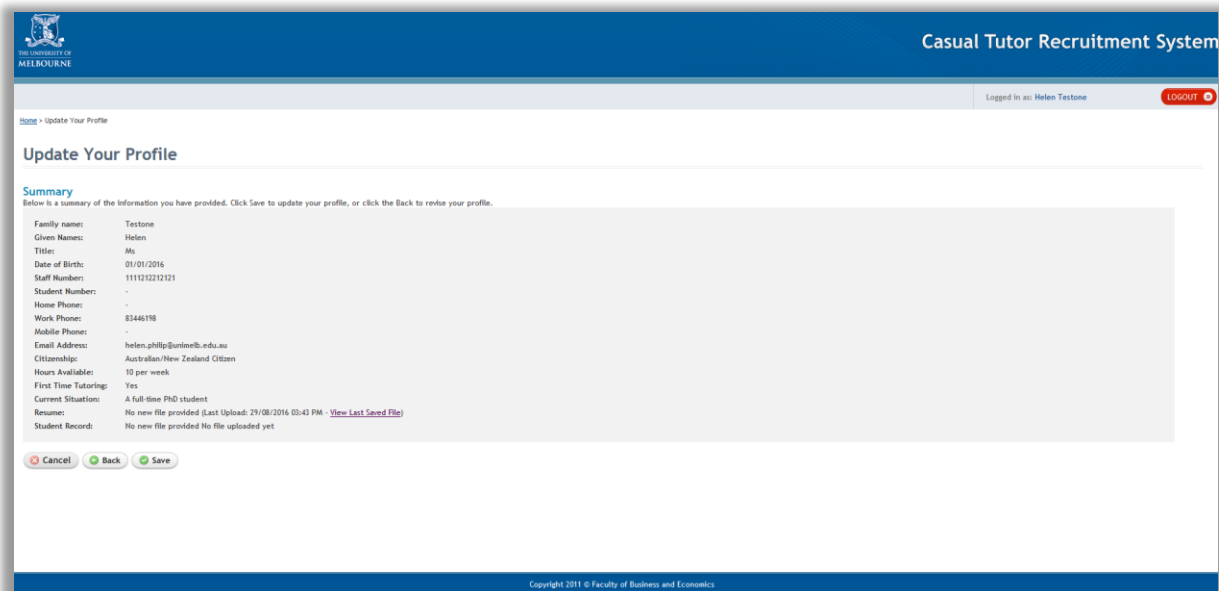 THE UNIVERSITY OF
MELBOURNE
Casual Tutor Recruitment System
Logged in as: Helen Testone
LOGOUT
Home > Update Your Profile
Update Your Profile
Summary
Below is a summary of the information you have provided. Click Save to update your profile, or click the Back to revise your profile.
Family name: Testone
Given Names: Helen
Title: Ms
Date of Birth: 01/01/2016
Staff Number: 1111212212121
Student Number: -
Home Phone: -
Work Phone: 83446198
Mobile Phone: -
Email Address: helen.philip@unimelb.edu.au
Citizenship: Australian/New Zealand Citizen
Hours Avaliable: 10 per week
First Time Tutoring: Yes
Current Situation: A full-time PhD student
Resume: No new file provided (Last Upload: 29/08/2016 03:43 PM - View Last Saved File)
Student Record: No new file provided No file uploaded yet
Cancel Back Save
Copyright 2011 © Faculty of Business and Economics